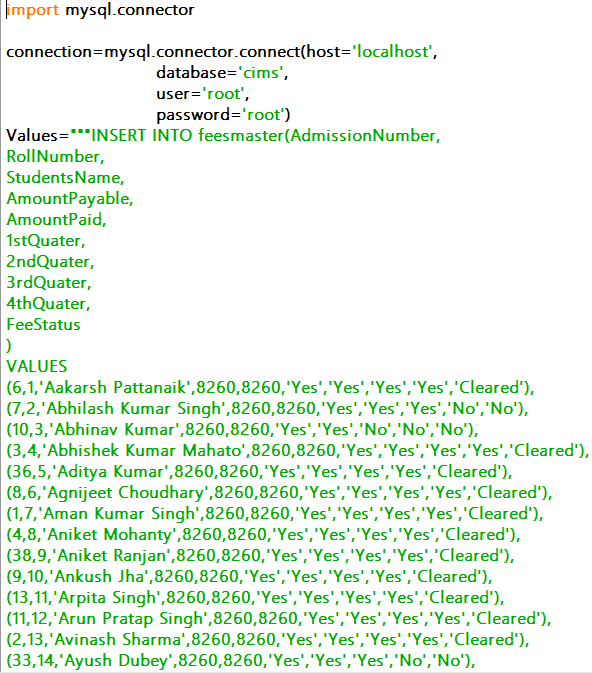 import mysql.connector
connection=mysql.connector.connect(host='localhost',
database='cims',
user='root',
password='root')
Values="""INSERT INTO feesmaster(AdmissionNumber,
RollNumber,
StudentsName,
AmountPayable,
AmountPaid,
1stQuater,
2ndQuater,
3rdQuater,
4thQuater,
FeeStatus
)
VALUES
(6,1,'Aakarsh Pattanaik',8260,8260,'Yes','Yes','Yes','Yes','Cleared'),
(7,2,'Abhilash Kumar Singh',8260,8260,'Yes','Yes','Yes','No','No'),
(10,3,'Abhinav Kumar',8260,8260,'Yes','Yes','No','No','No'),
(3,4,'Abhishek Kumar Mahato',8260,8260,'Yes','Yes','Yes','Yes','Cleared'),
(36,5,'Aditya Kumar',8260,8260,'Yes','Yes','Yes','Yes','Cleared'),
(8,6,'Agnijeet Choudhary',8260,8260,'Yes','Yes','Yes','Yes','Cleared'),
(1,7,'Aman Kumar Singh',8260,8260,'Yes','Yes','Yes','Yes','Cleared'),
(4,8,'Aniket Mohanty',8260,8260,'Yes','Yes','Yes','Yes','Cleared'),
(38,9,'Aniket Ranjan',8260,8260,'Yes','Yes','Yes','Yes','Cleared'),
(9,10,'Ankush Jha',8260,8260,'Yes','Yes','Yes','Yes','Cleared'),
(13,11,'Arpita Singh',8260,8260,'Yes','Yes','Yes','Yes','Cleared'),
(11,12,'Arun Pratap Singh',8260,8260,'Yes','Yes','Yes','Yes','Cleared'),
(2,13,'Avinash Sharma',8260,8260,'Yes','Yes','Yes','Yes','Cleared'),
(33,14,'Ayush Dubey',8260,8260,'Yes','Yes','Yes','No','No'),